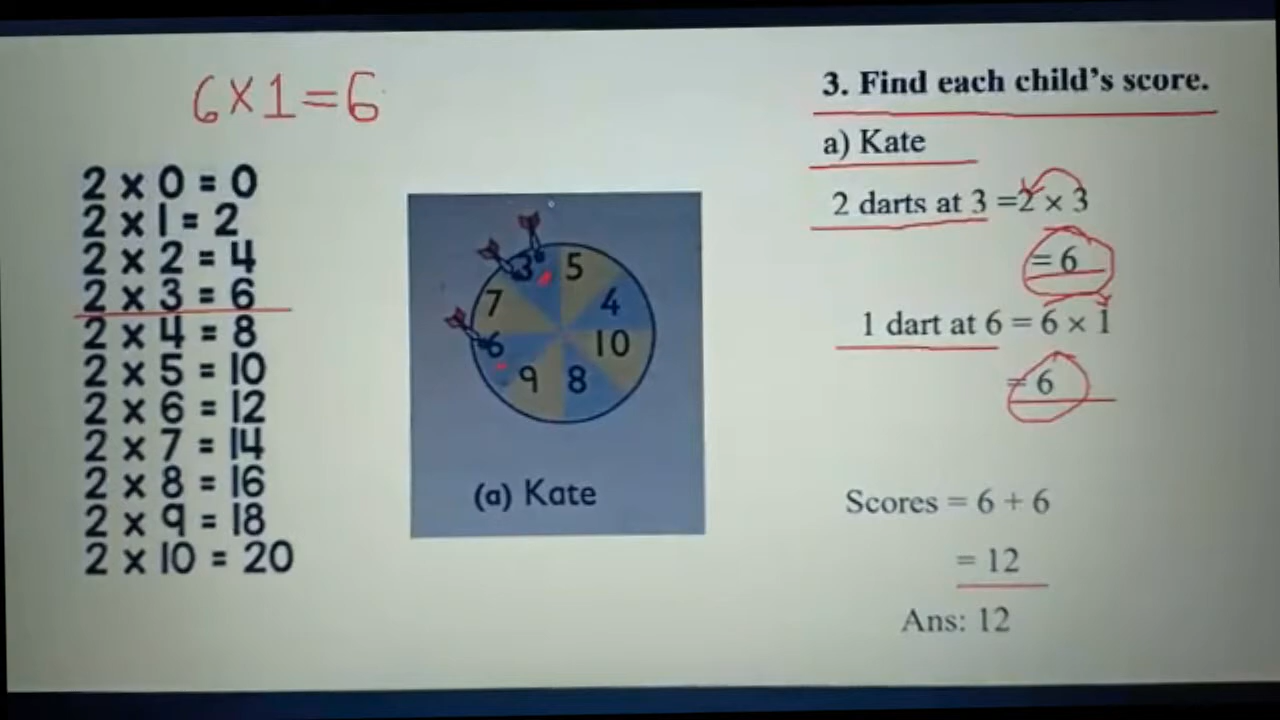 6×1=6
2 x 0 = 0
2 x 1 = 2
2 x 2 = 4
2 x 3 = 6
2 x 4 = 8
2 x 5 = 10
2 x 6 = 12
2 x 7 = 14
2 x 8 = 16
2 x 9 = 18
2 x 10 = 20
3 5
7 4
6 10
9 8
(a) Kate
3. Find each child's score.
a) Kate
2 darts at 3 =2 × 3
= 6
1 dart at 6 = 6 × 1
= 6
Scores = 6 + 6
= 12
Ans: 12